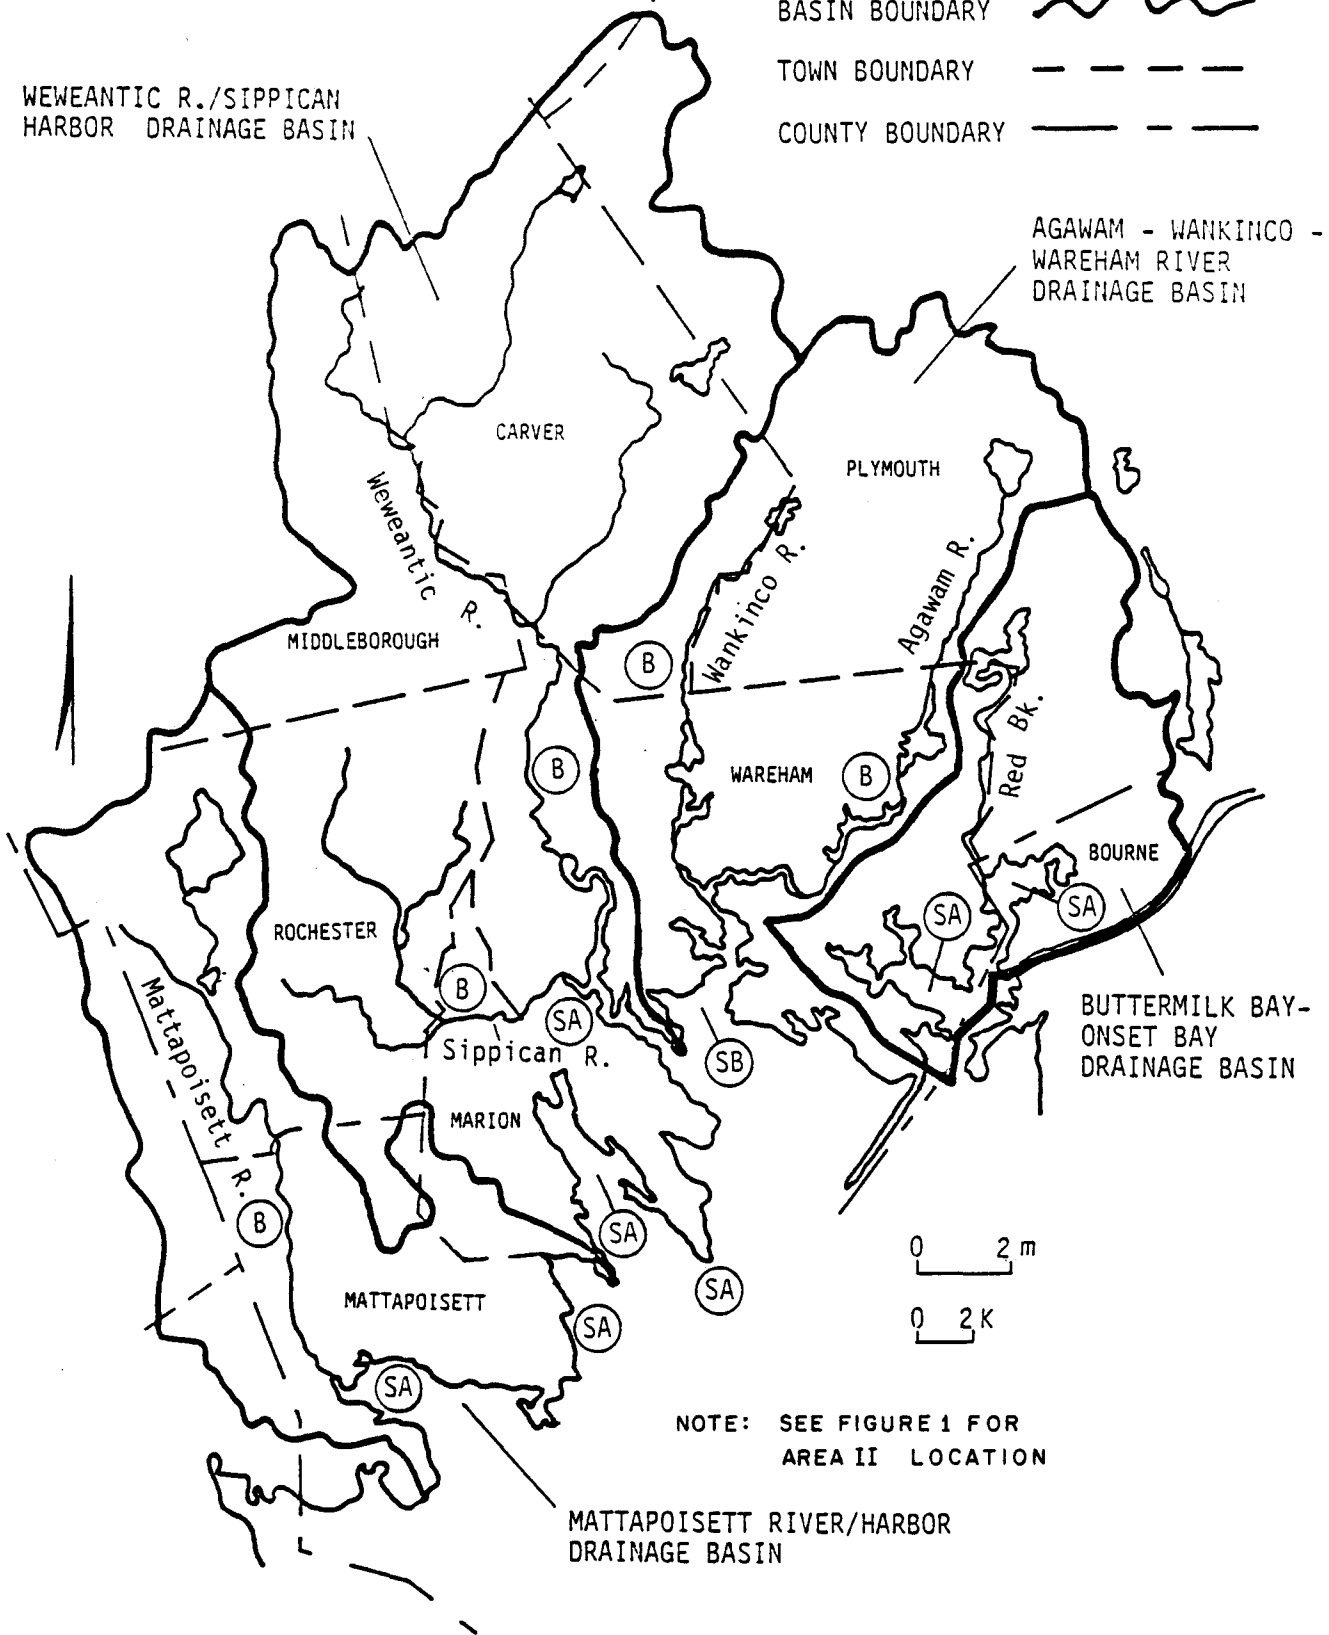 BASIN BOUNDARY
TOWN BOUNDARY
COUNTY BOUNDARY
WEWEANTIC R./SIPPICAN
HARBOR DRAINAGE BASIN
AGAWAM - WANKINCO -
WAREHAM RIVER
DRAINAGE BASIN
CARVER
PLYMOUTH
Weweantic R.
Wankinco R.
Agawam R.
MIDDLEBOROUGH
B
Red Bk.
B
WAREHAM
B
BOURNE
ROCHESTER
SA
SA
B
Mattapoisett R.
SA
Sippican R.
SB
BUTTERMILK BAY-
ONSET BAY
DRAINAGE BASIN
MARION
B
SA
SA
0 2 m
MATTAPOISETT
SA
0 2 K
SA
NOTE: SEE FIGURE 1 FOR
AREA II LOCATION
MATTAPOISETT RIVER/HARBOR
DRAINAGE BASIN